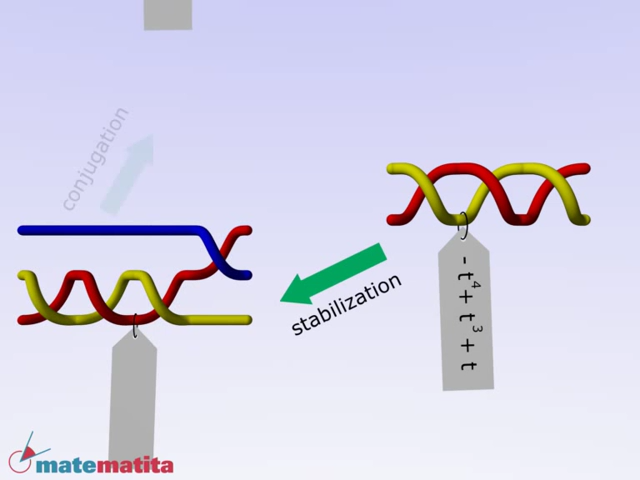 conjugation
stabilization
- t⁴ + t³ + t
matematita